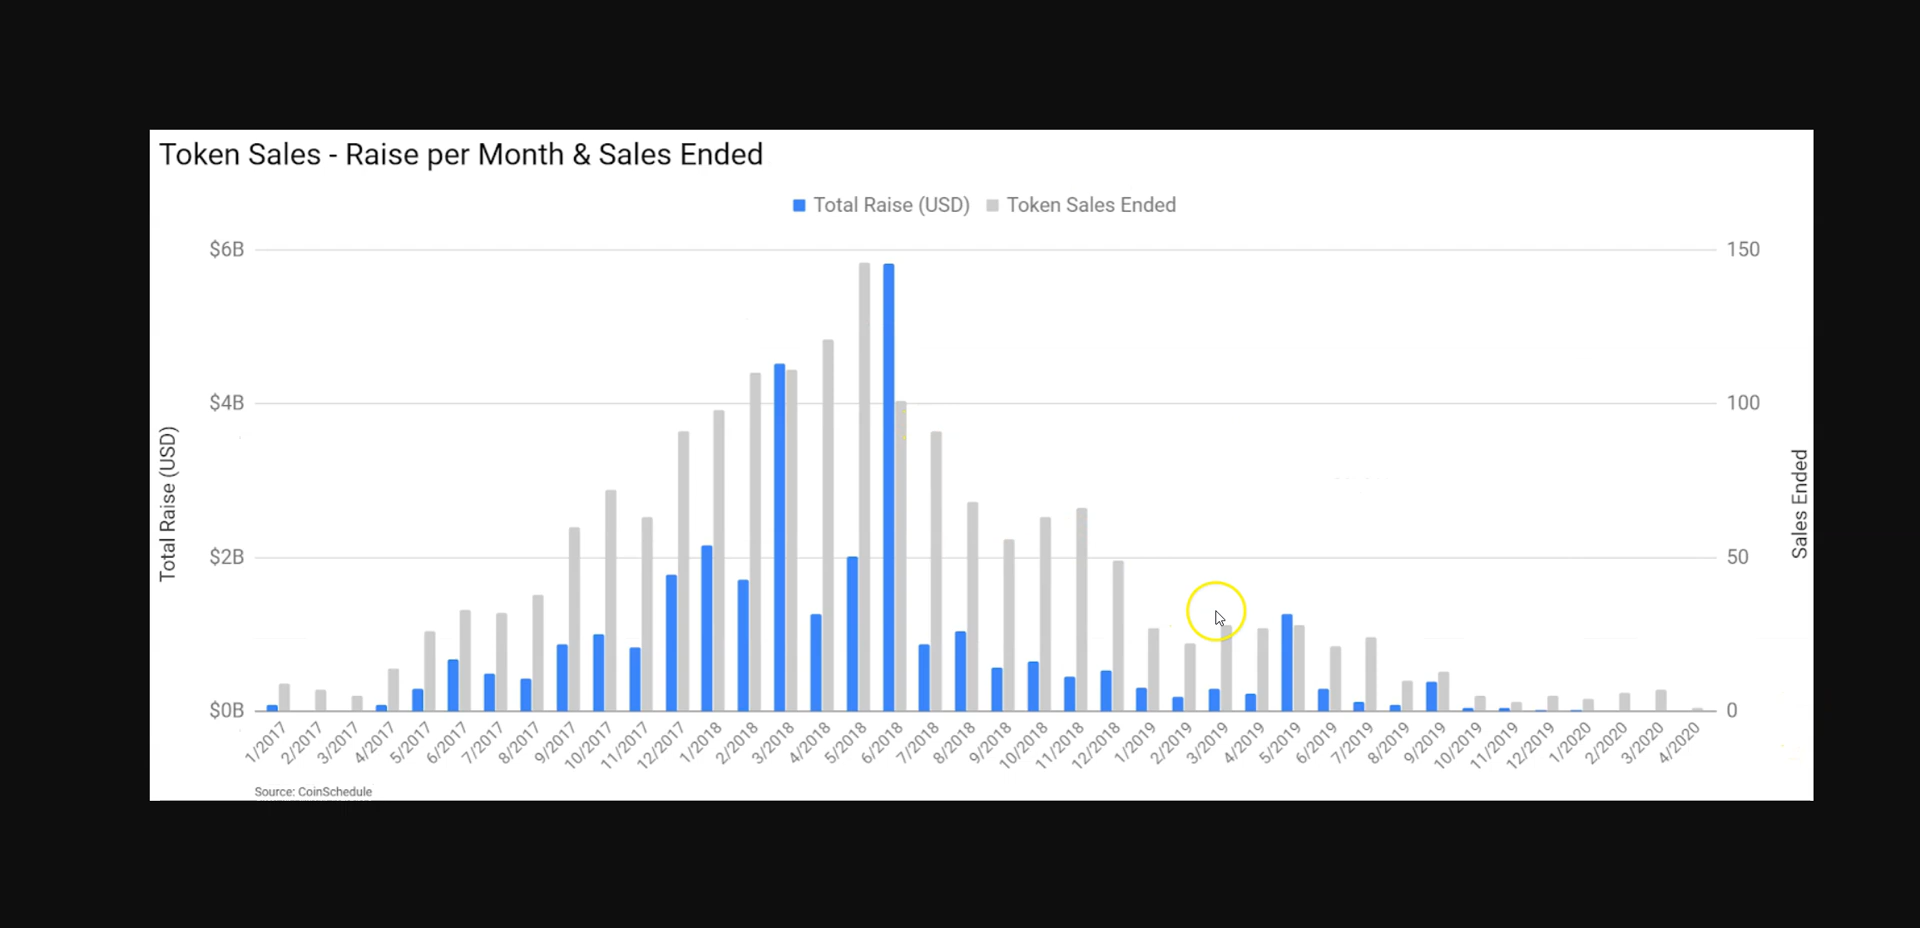 Token Sales - Raise per Month & Sales Ended
Total Raise (USD) Token Sales Ended
$6B 150
$4B 100
$2B 50
$0B 0
Total Raise (USD)
Sales Ended
1/2017 2/2017 3/2017 4/2017 5/2017 6/2017 7/2017 8/2017 9/2017 10/2017 11/2017 12/2017 1/2018 2/2018 3/2018 4/2018 5/2018 6/2018 7/2018 8/2018 9/2018 10/2018 11/2018 12/2018 1/2019 2/2019 3/2019 4/2019 5/2019 6/2019 7/2019 8/2019 9/2019 10/2019 11/2019 12/2019 1/2020 2/2020 3/2020 4/2020
Source: CoinSchedule